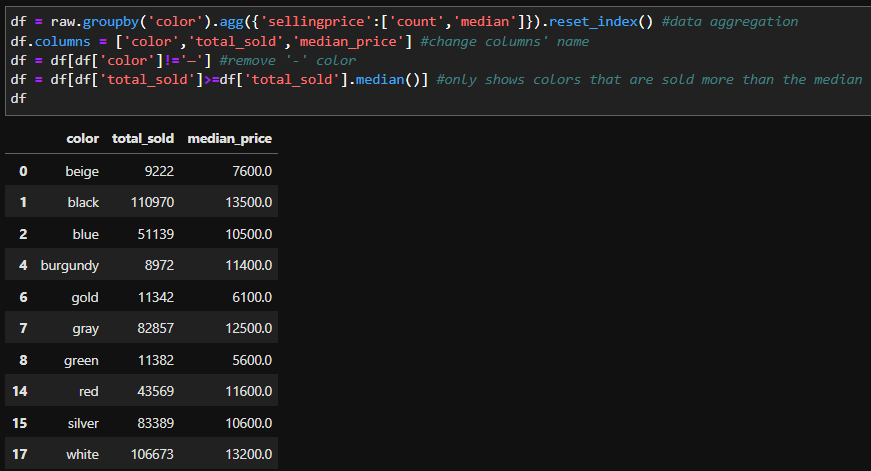 df = raw.groupby('color').agg({'sellingprice':['count','median']}).reset_index() #data aggregation
df.columns = ['color','total_sold','median_price'] #change columns' name
df = df[df['color']!='—'] #remove '-' color
df = df[df['total_sold']>=df['total_sold'].median()] #only shows colors that are sold more than the median
df
color total_sold median_price
0 beige 9222 7600.0
1 black 110970 13500.0
2 blue 51139 10500.0
4 burgundy 8972 11400.0
6 gold 11342 6100.0
7 gray 82857 12500.0
8 green 11382 5600.0
14 red 43569 11600.0
15 silver 83389 10600.0
17 white 106673 13200.0